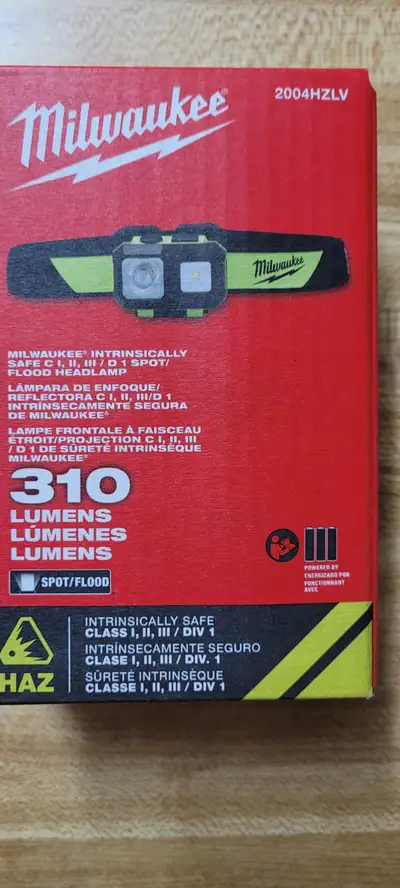 Milwaukee®
2004HZLV
Milwaukee
MILWAUKEE® INTRINSICALLY
SAFE C I, II, III / D 1 SPOT/
FLOOD HEADLAMP
LÁMPARA DE ENFOQUE/
REFLECTORA C I, II, III/D 1
INTRÍNSECAMENTE SEGURA
DE MILWAUKEE®
LAMPE FRONTALE À FAISCEAU
ÉTROIT/PROJECTION C I, II, III
/ D 1 DE SÛRETÉ INTRINSÈQUE
MILWAUKEE®
310
LUMENS
LÚMENES
LUMENS
SPOT/FLOOD
POWERED BY
ENERGIZADO POR
FONCTIONNANT
AVEC
HAZ
INTRINSICALLY SAFE
CLASS I, II, III / DIV 1
INTRÍNSECAMENTE SEGURO
CLASE I, II, III / DIV. 1
SÛRETÉ INTRINSÈQUE
CLASSE I, II, III / DIV 1